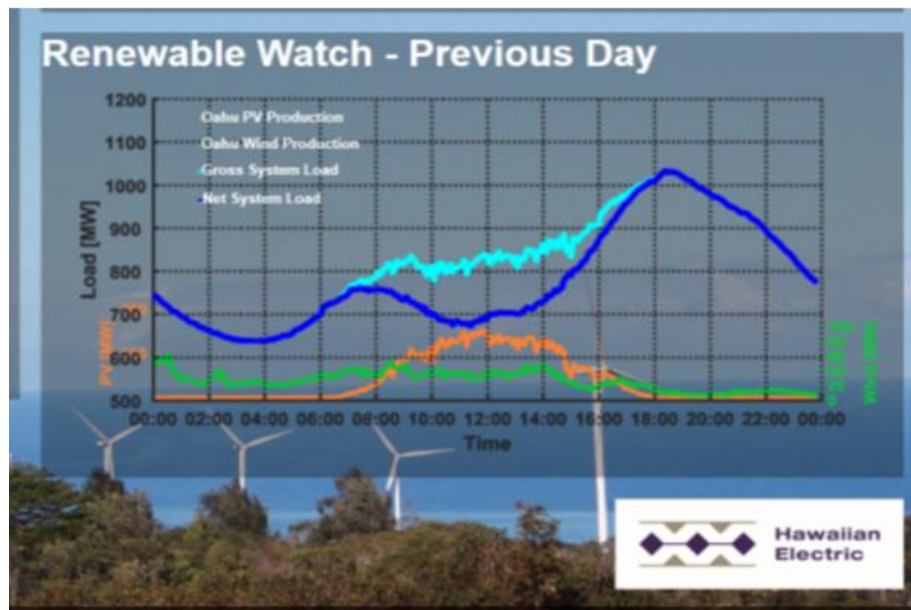 Renewable Watch - Previous Day
1200
1100
1000
900
800
700
600
500
Load [MW]
PV (MW)
Oahu PV Production
Oahu Wind Production
Gross System Load
Net System Load
00:00 02:00 04:00 06:00 08:00 10:00 12:00 14:00 16:00 18:00 20:00 22:00 00:00
Time
Hawaiian
Electric